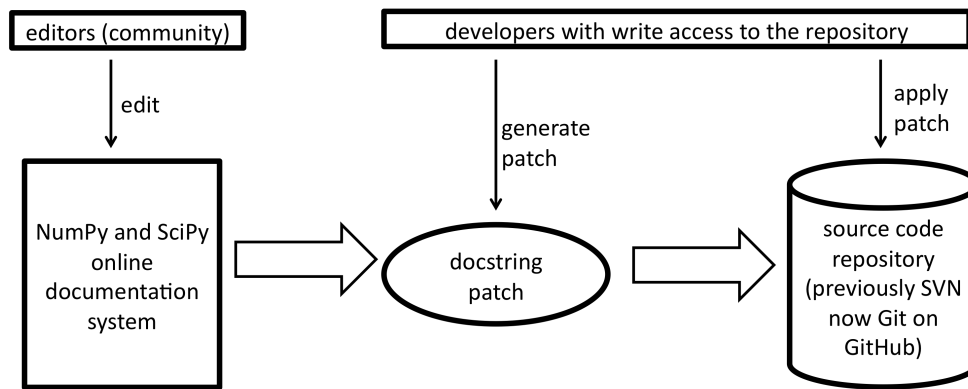 editors (community)
developers with write access to the repository
edit
generate
patch
apply
patch
NumPy and SciPy
online
documentation
system
docstring
patch
source code
repository
(previously SVN
now Git on
GitHub)